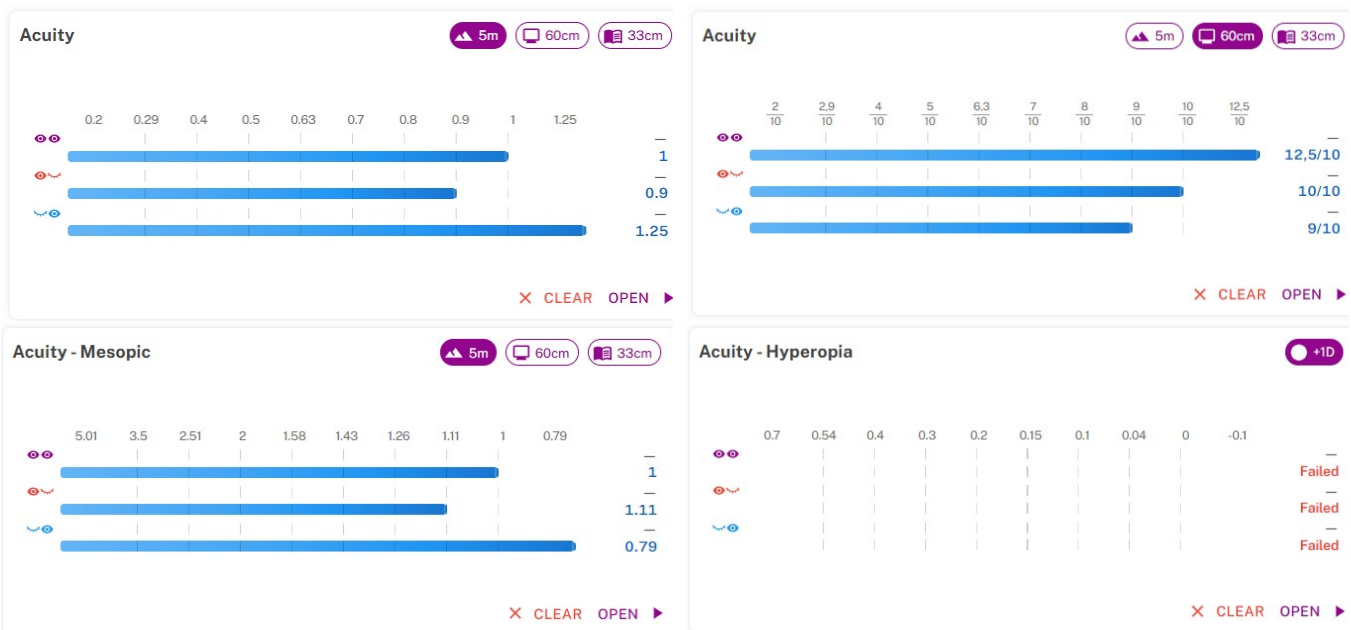 Acuity 5m 60cm 33cm
0.2 0.29 0.4 0.5 0.63 0.7 0.8 0.9 1 1.25
—
1
—
0.9
—
1.25
CLEAR OPEN
Acuity 5m 60cm 33cm
2/10 2,9/10 4/10 5/10 6,3/10 7/10 8/10 9/10 10/10 12,5/10
—
12,5/10
—
10/10
—
9/10
CLEAR OPEN
Acuity - Mesopic 5m 60cm 33cm
5.01 3.5 2.51 2 1.58 1.43 1.26 1.11 1 0.79
—
1
—
1.11
—
0.79
CLEAR OPEN
Acuity - Hyperopia +1D
0.7 0.54 0.4 0.3 0.2 0.15 0.1 0.04 0 -0.1
—
Failed
—
Failed
—
Failed
CLEAR OPEN